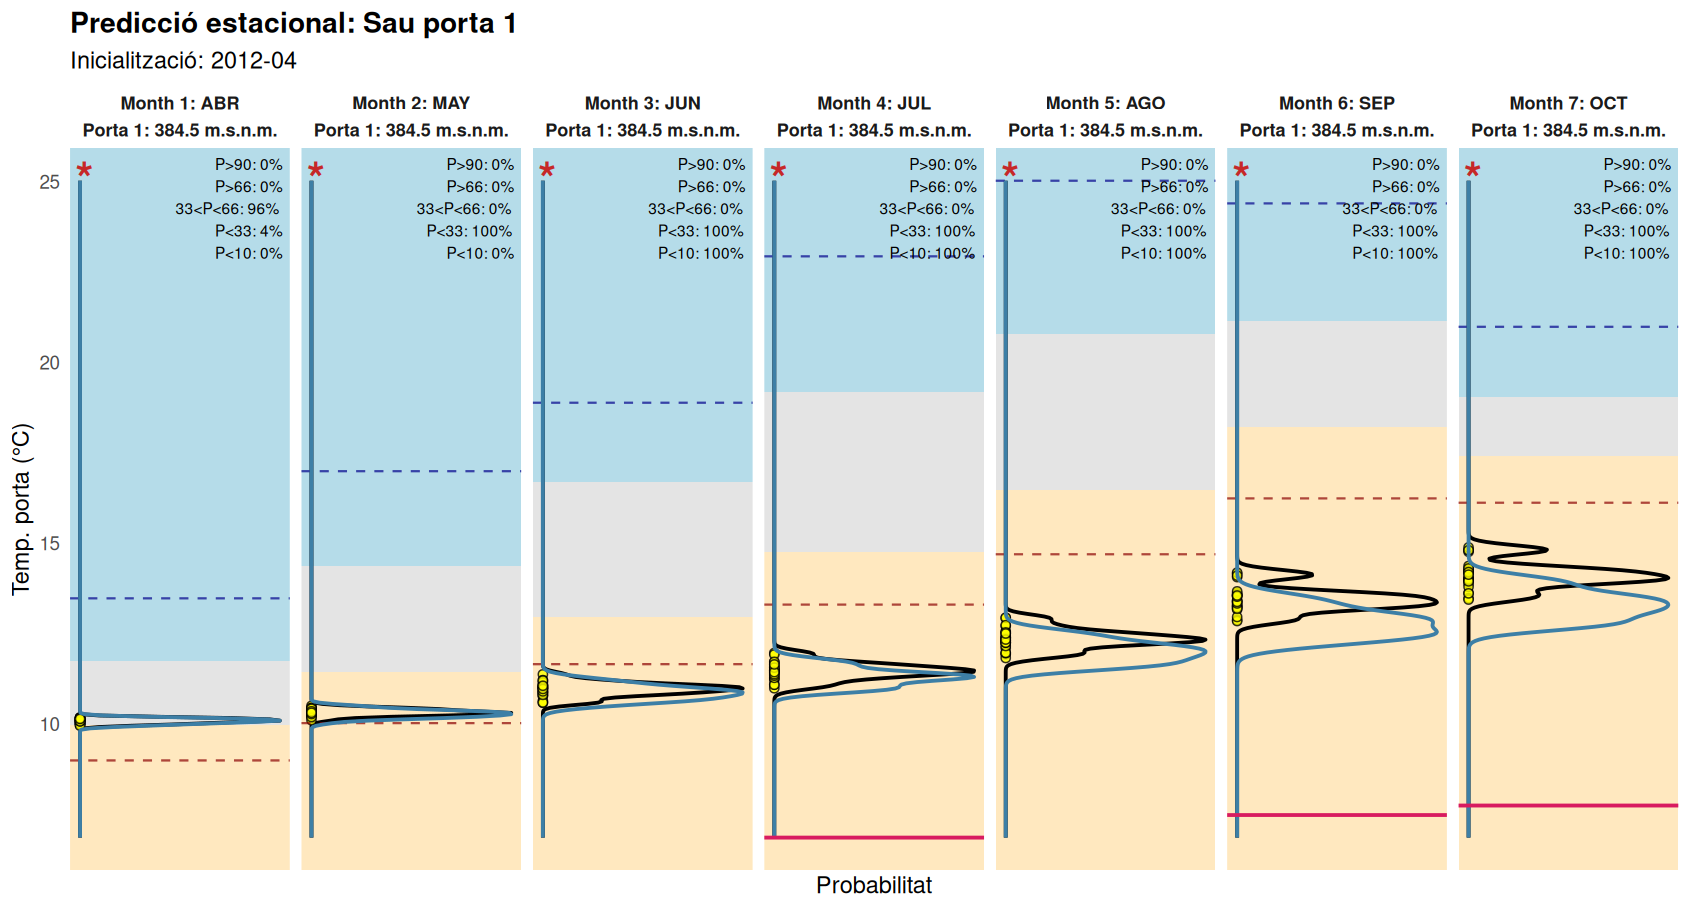 Predicció estacional: Sau porta 1
Inicialització: 2012-04
Month 1: ABR
Porta 1: 384.5 m.s.n.m.
Month 2: MAY
Porta 1: 384.5 m.s.n.m.
Month 3: JUN
Porta 1: 384.5 m.s.n.m.
Month 4: JUL
Porta 1: 384.5 m.s.n.m.
Month 5: AGO
Porta 1: 384.5 m.s.n.m.
Month 6: SEP
Porta 1: 384.5 m.s.n.m.
Month 7: OCT
Porta 1: 384.5 m.s.n.m.
*
P>90: 0%
P>66: 0%
33<P<66: 96%
P<33: 4%
P<10: 0%
*
P>90: 0%
P>66: 0%
33<P<66: 0%
P<33: 100%
P<10: 0%
*
P>90: 0%
P>66: 0%
33<P<66: 0%
P<33: 100%
P<10: 100%
*
P>90: 0%
P>66: 0%
33<P<66: 0%
P<33: 100%
P<10: 100%
*
P>90: 0%
P>66: 0%
33<P<66: 0%
P<33: 100%
P<10: 100%
*
P>90: 0%
P>66: 0%
33<P<66: 0%
P<33: 100%
P<10: 100%
*
P>90: 0%
P>66: 0%
33<P<66: 0%
P<33: 100%
P<10: 100%
25
20
15
10
Temp. porta (°C)
Probabilitat